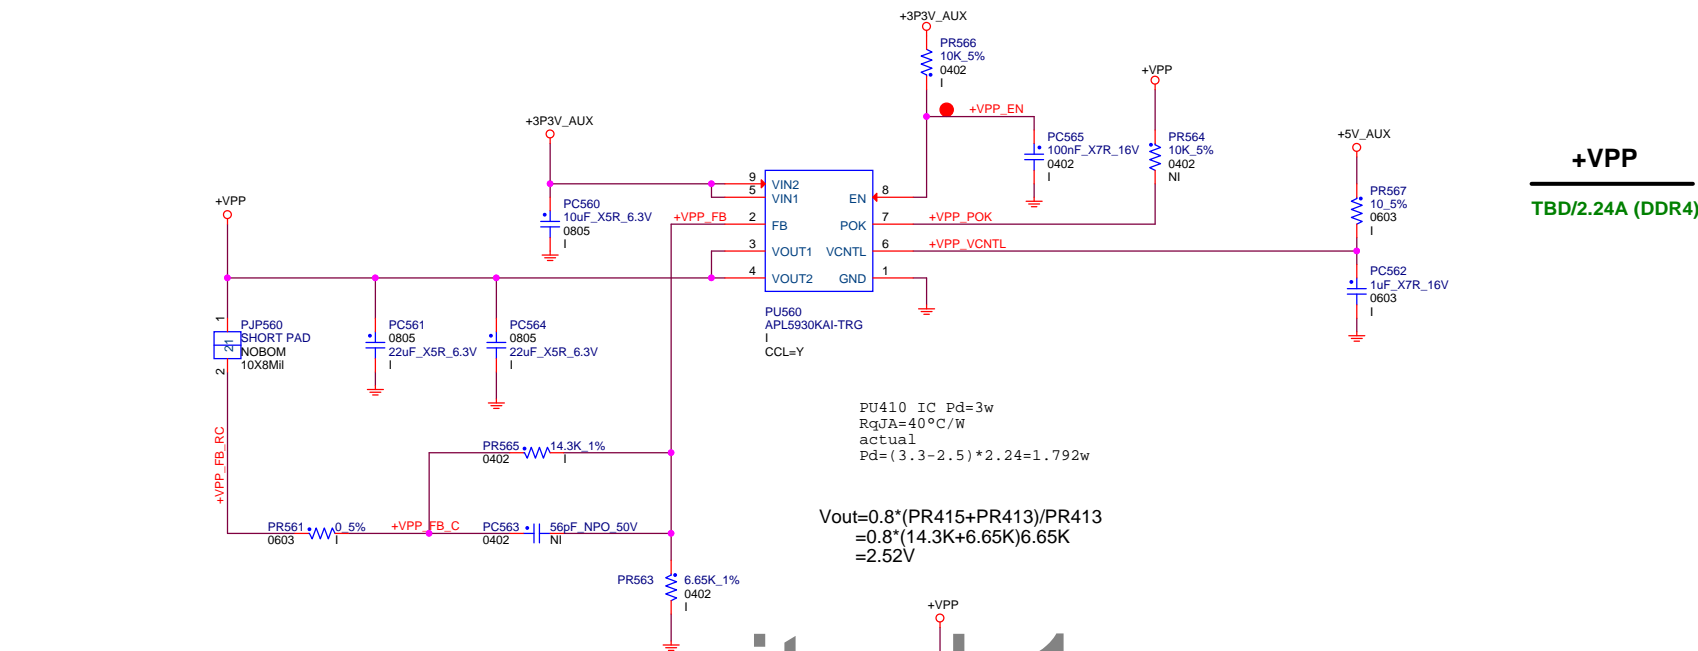 +3P3V_AUX
PR566
10K_5%
0402
I
+VPP
+VPP_EN
+3P3V_AUX
PC565
100nF_X7R_16V
0402
I
PR564
10K_5%
0402
NI
+5V_AUX
+VPP
TBD/2.24A (DDR4)
PR567
10_5%
0603
I
+VPP
PC560
10uF_X5R_6.3V
0805
I
9 VIN2
5 VIN1
EN 8
+VPP_FB 2 FB
POK 7 +VPP_POK
3 VOUT1
VCNTL 6 +VPP_VCNTL
4 VOUT2
GND 1
PC562
1uF_X7R_16V
0603
I
PU560
APL5930KAI-TRG
I
CCL=Y
1
PJP560
SHORT PAD
NOBOM
10X8Mil
21
2
PC561
0805
22uF_X5R_6.3V
I
PC564
0805
22uF_X5R_6.3V
I
PU410 IC Pd=3w
RqJA=40°C/W
actual
Pd=(3.3-2.5)*2.24=1.792w
+VPP_FB_RC
PR565 14.3K_1%
0402 I
PR561 0_5%
0603 I
+VPP_FB_C
PC563 56pF_NPO_50V
0402 NI
Vout=0.8*(PR415+PR413)/PR413
=0.8*(14.3K+6.65K)6.65K
=2.52V
PR563 6.65K_1%
0402
I
+VPP